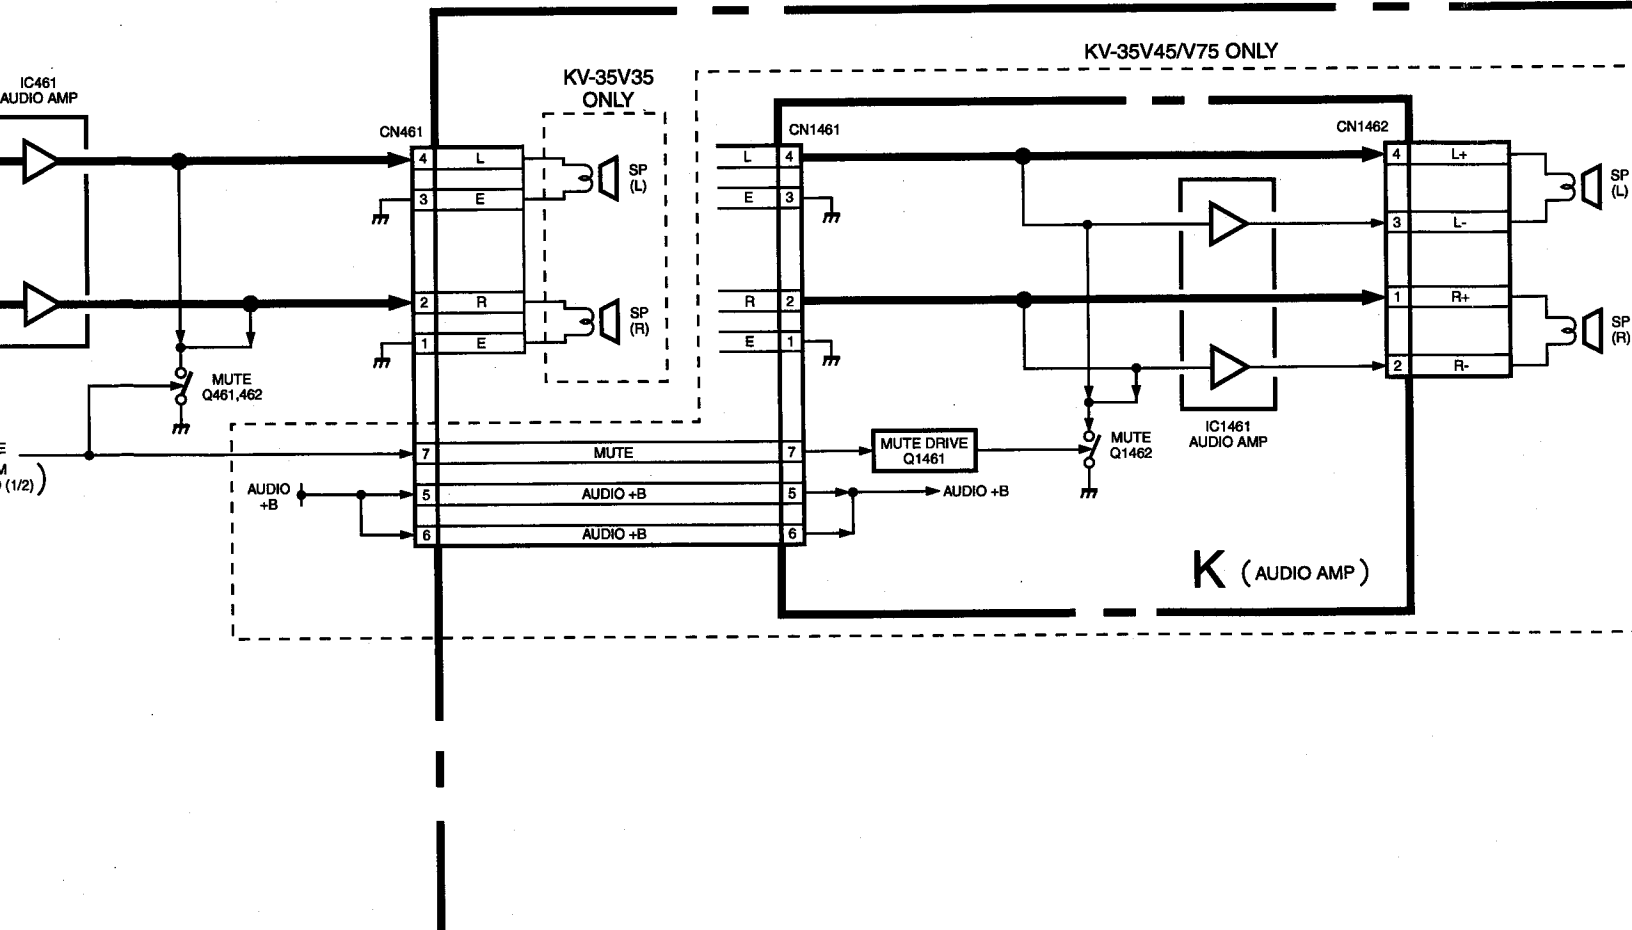 KV-35V45/V75 ONLY
IC461
AUDIO AMP
KV-35V35
ONLY
CN461
4 L
3 E
2 R
1 E
SP
(L)
SP
(R)
MUTE
Q461,462
E
M
(1/2))
7 MUTE 7
AUDIO
+B
5 AUDIO +B 5
6 AUDIO +B 6
CN1461
L 4
E 3
R 2
E 1
MUTE DRIVE
Q1461
AUDIO +B
MUTE
Q1462
IC1461
AUDIO AMP
CN1462
4 L+
3 L-
1 R+
2 R-
SP
(L)
SP
(R)
K (AUDIO AMP)